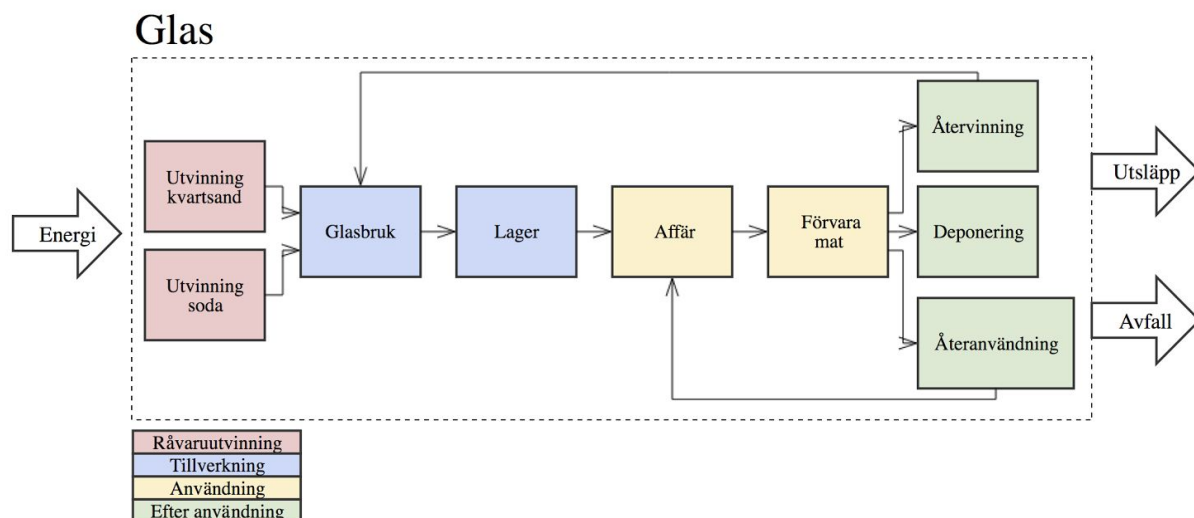 Glas
Energi
Utvinning
kvartsand
Utvinning
soda
Glasbruk
Lager
Affär
Förvara
mat
Återvinning
Deponering
Återanvändning
Utsläpp
Avfall
Råvaruutvinning
Tillverkning
Användning
Efter användning